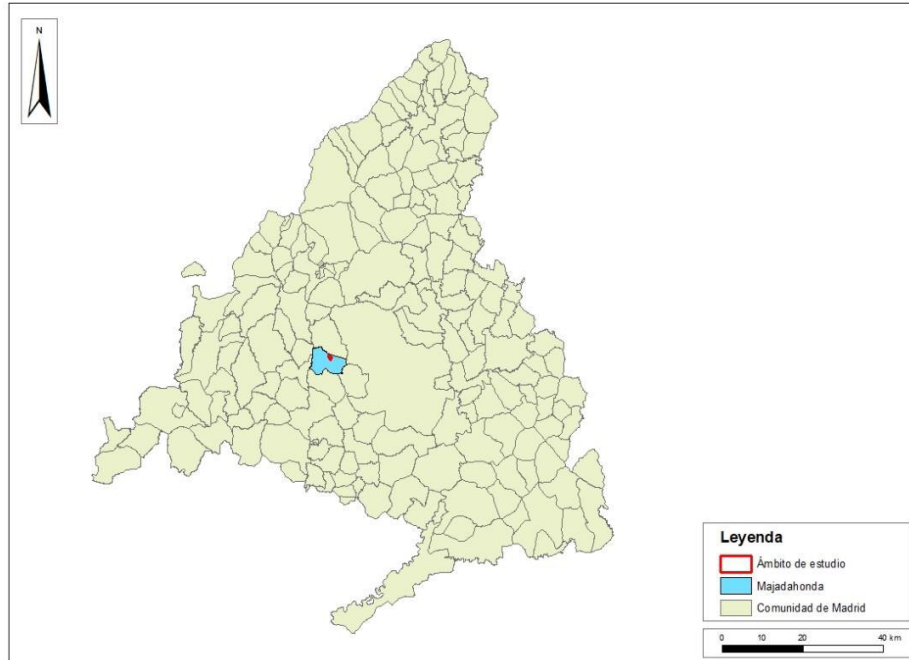 N
Leyenda
Ámbito de estudio
Majadahonda
Comunidad de Madrid
0 10 20 40 km